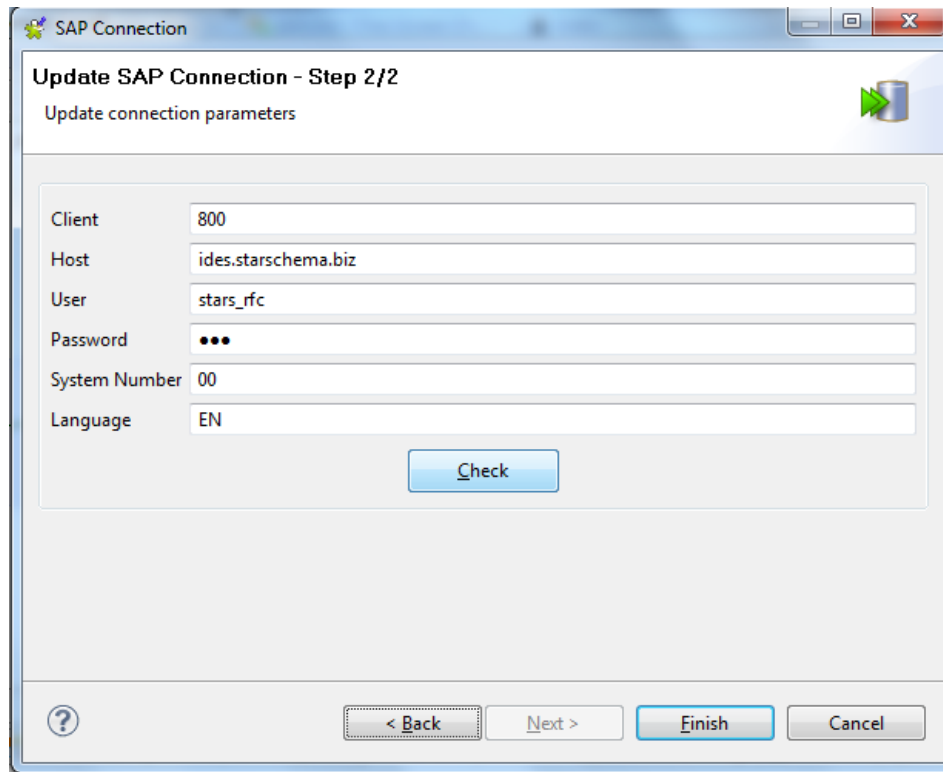 SAP Connection
Update SAP Connection - Step 2/2
Update connection parameters
Client 800
Host ides.starschema.biz
User stars_rfc
Password •••
System Number 00
Language EN
Check
? < Back Next > Finish Cancel